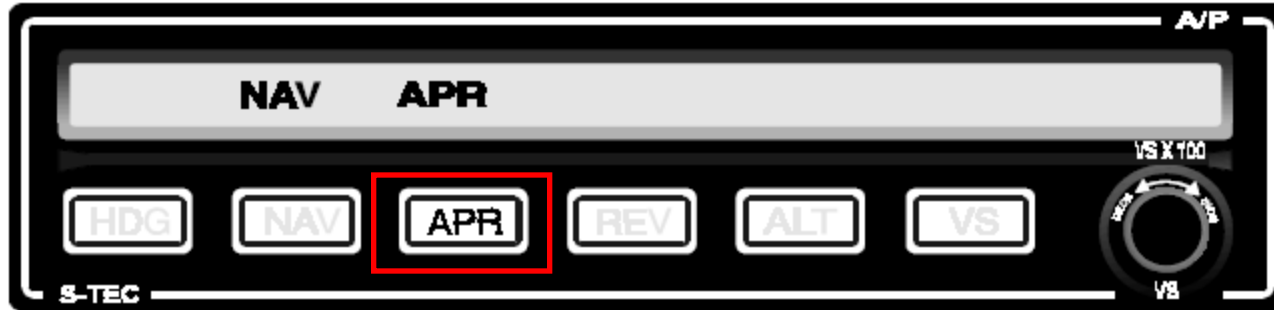 A/P
NAV APR
VS X 100
HDG NAV APR REV ALT VS
S-TEC
VS